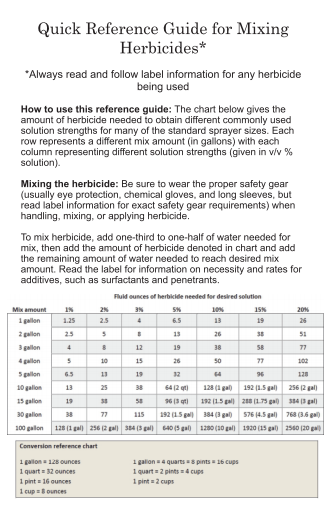 Quick Reference Guide for Mixing
Herbicides*
*Always read and follow label information for any herbicide
being used
How to use this reference guide: The chart below gives the
amount of herbicide needed to obtain different commonly used
solution strengths for many of the standard sprayer sizes. Each
row represents a different mix amount (in gallons) with each
column representing different solution strengths (given in v/v %
solution).
Mixing the herbicide: Be sure to wear the proper safety gear
(usually eye protection, chemical gloves, and long sleeves, but
read label information for exact safety gear requirements) when
handling, mixing, or applying herbicide.
To mix herbicide, add one-third to one-half of water needed for
mix, then add the amount of herbicide denoted in chart and add
the remaining amount of water needed to reach desired mix
amount. Read the label for information on necessity and rates for
additives, such as surfactants and penetrants.
Fluid ounces of herbicide needed for desired solution
Mix amount 1% 2% 3% 5% 10% 15% 20%
1 gallon 1.25 2.5 4 6.5 13 19 26
2 gallon 2.5 5 8 13 26 38 51
3 gallon 4 8 12 19 38 58 77
4 gallon 5 10 15 26 50 77 102
5 gallon 6.5 13 19 32 64 96 128
10 gallon 13 25 38 64 (2 qt) 128 (1 gal) 192 (1.5 gal) 256 (2 gal)
15 gallon 19 38 58 96 (3 qt) 192 (1.5 gal) 288 (1.75 gal) 384 (3 gal)
30 gallon 38 77 115 192 (1.5 gal) 384 (3 gal) 576 (4.5 gal) 768 (3.6 gal)
100 gallon 128 (1 gal) 256 (2 gal) 384 (3 gal) 640 (5 gal) 1280 (10 gal) 1920 (15 gal) 2560 (20 gal)
Conversion reference chart
1 gallon = 128 ounces 1 gallon = 4 quarts = 8 pints = 16 cups
1 quart = 32 ounces 1 quart = 2 pints = 4 cups
1 pint = 16 ounces 1 pint = 2 cups
1 cup = 8 ounces